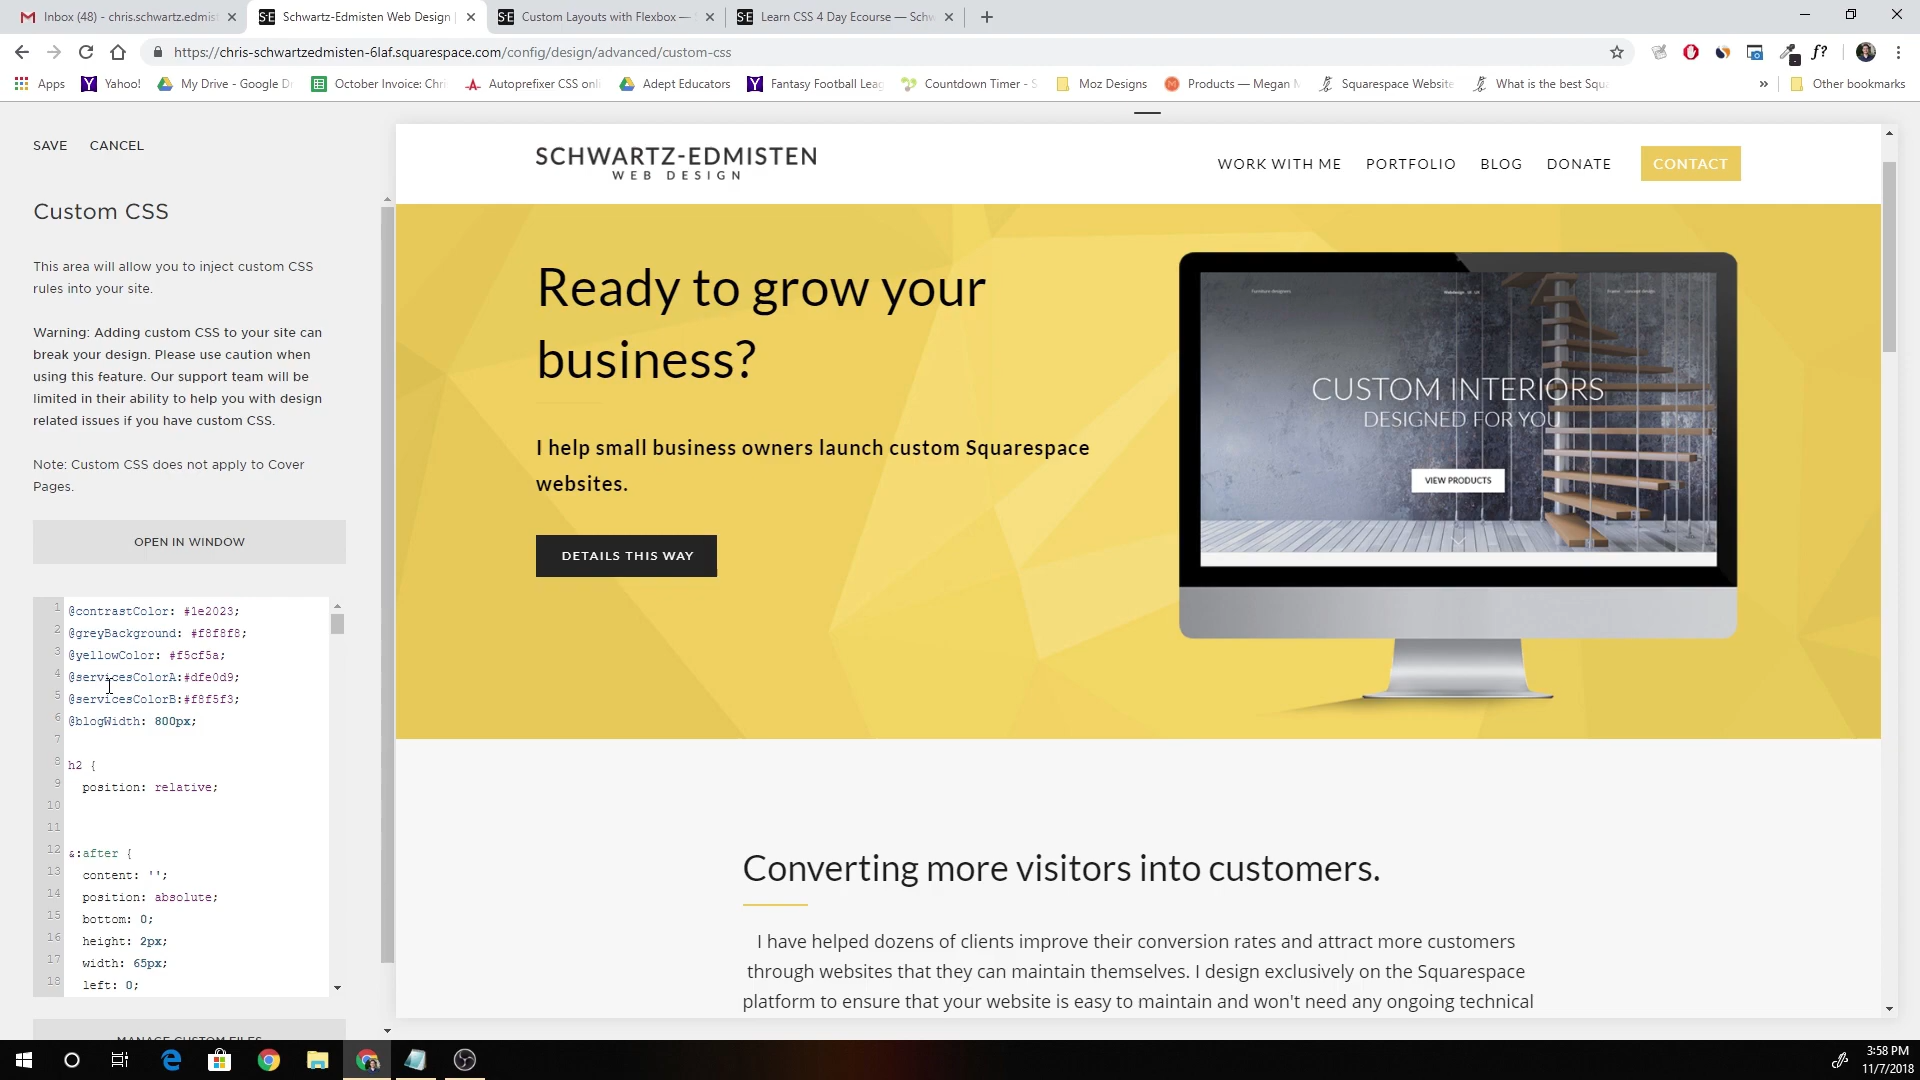 Inbox (48) - chris.schwartz.edmist
Schwartz-Edmisten Web Design |
Custom Layouts with Flexbox —
Learn CSS 4 Day Ecourse — Schw
https://chris-schwartzedmisten-6laf.squarespace.com/config/design/advanced/custom-css
f?
Apps
Yahoo!
My Drive - Google D
October Invoice: Chri
Autoprefixer CSS onli
Adept Educators
Fantasy Football Leag
Countdown Timer - S
Moz Designs
Products — Megan M
Squarespace Website
What is the best Squa
Other bookmarks
SAVE
CANCEL
Custom CSS
This area will allow you to inject custom CSS
rules into your site.
Warning: Adding custom CSS to your site can
break your design. Please use caution when
using this feature. Our support team will be
limited in their ability to help you with design
related issues if you have custom CSS.
Note: Custom CSS does not apply to Cover
Pages.
OPEN IN WINDOW
1 @contrastColor: #1e2023;
2 @greyBackground: #f8f8f8;
3 @yellowColor: #f5cf5a;
4 @servicesColorA:#dfe0d9;
5 @servicesColorB:#f8f5f3;
6 @blogWidth: 800px;
7
8 h2 {
9 position: relative;
10
11
12 &:after {
13 content: '';
14 position: absolute;
15 bottom: 0;
16 height: 2px;
17 width: 65px;
18 left: 0;
MANAGE CUSTOM FILES
SCHWARTZ-EDMISTEN
WEB DESIGN
WORK WITH ME
PORTFOLIO
BLOG
DONATE
CONTACT
Ready to grow your
business?
I help small business owners launch custom Squarespace
websites.
DETAILS THIS WAY
CUSTOM INTERIORS
DESIGNED FOR YOU
VIEW PRODUCTS
Converting more visitors into customers.
I have helped dozens of clients improve their conversion rates and attract more customers
through websites that they can maintain themselves. I design exclusively on the Squarespace
platform to ensure that your website is easy to maintain and won't need any ongoing technical
3:58 PM
11/7/2018